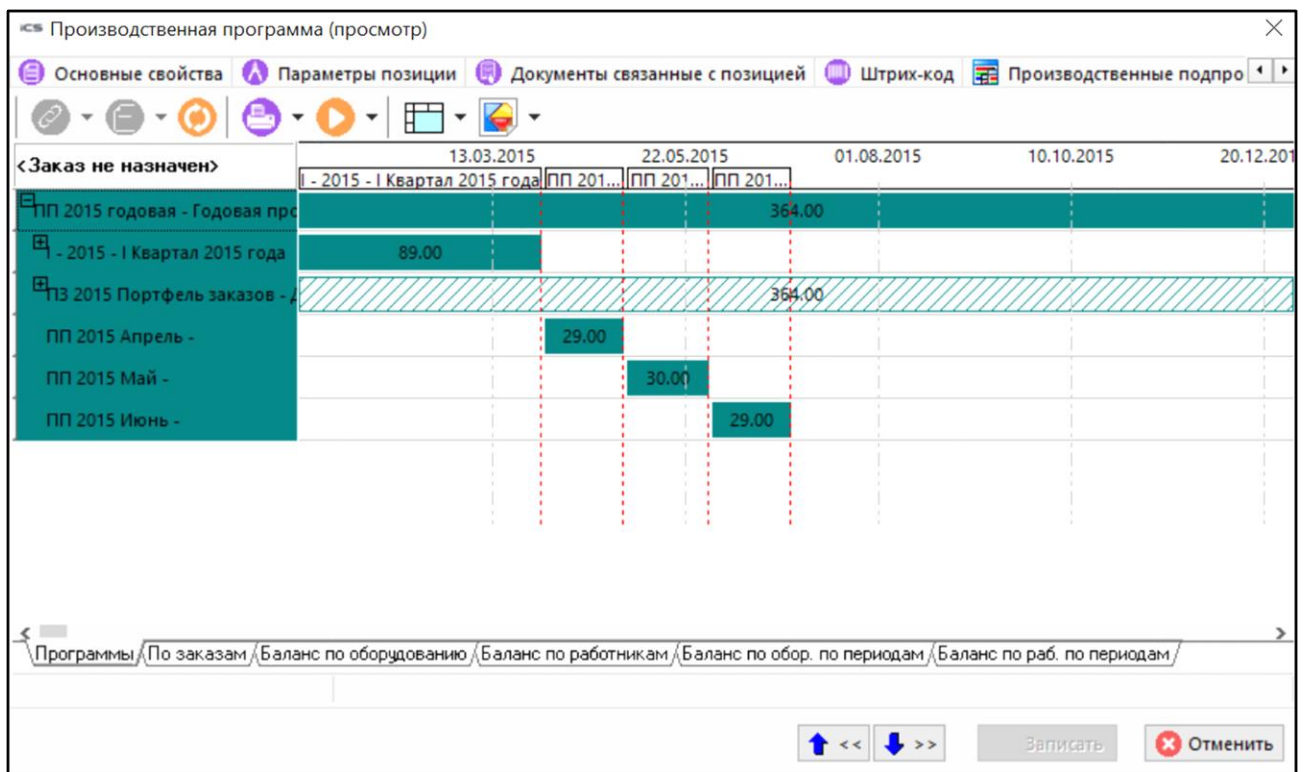 iCS Производственная программа (просмотр)
Основные свойства Параметры позиции Документы связанные с позицией Штрих-код Производственные подпро
<Заказ не назначен>
13.03.2015 22.05.2015 01.08.2015 10.10.2015 20.12.201
I - 2015 - I Квартал 2015 года ПП 201... ПП 201... ПП 201...
ПП 2015 годовая - Годовая про 364.00
I - 2015 - I Квартал 2015 года 89.00
ПЗ 2015 Портфель заказов - 364.00
ПП 2015 Апрель - 29.00
ПП 2015 Май - 30.00
ПП 2015 Июнь - 29.00
Программы По заказам Баланс по оборудованию Баланс по работникам Баланс по обор. по периодам Баланс по раб. по периодам
<< >> Записать Отменить